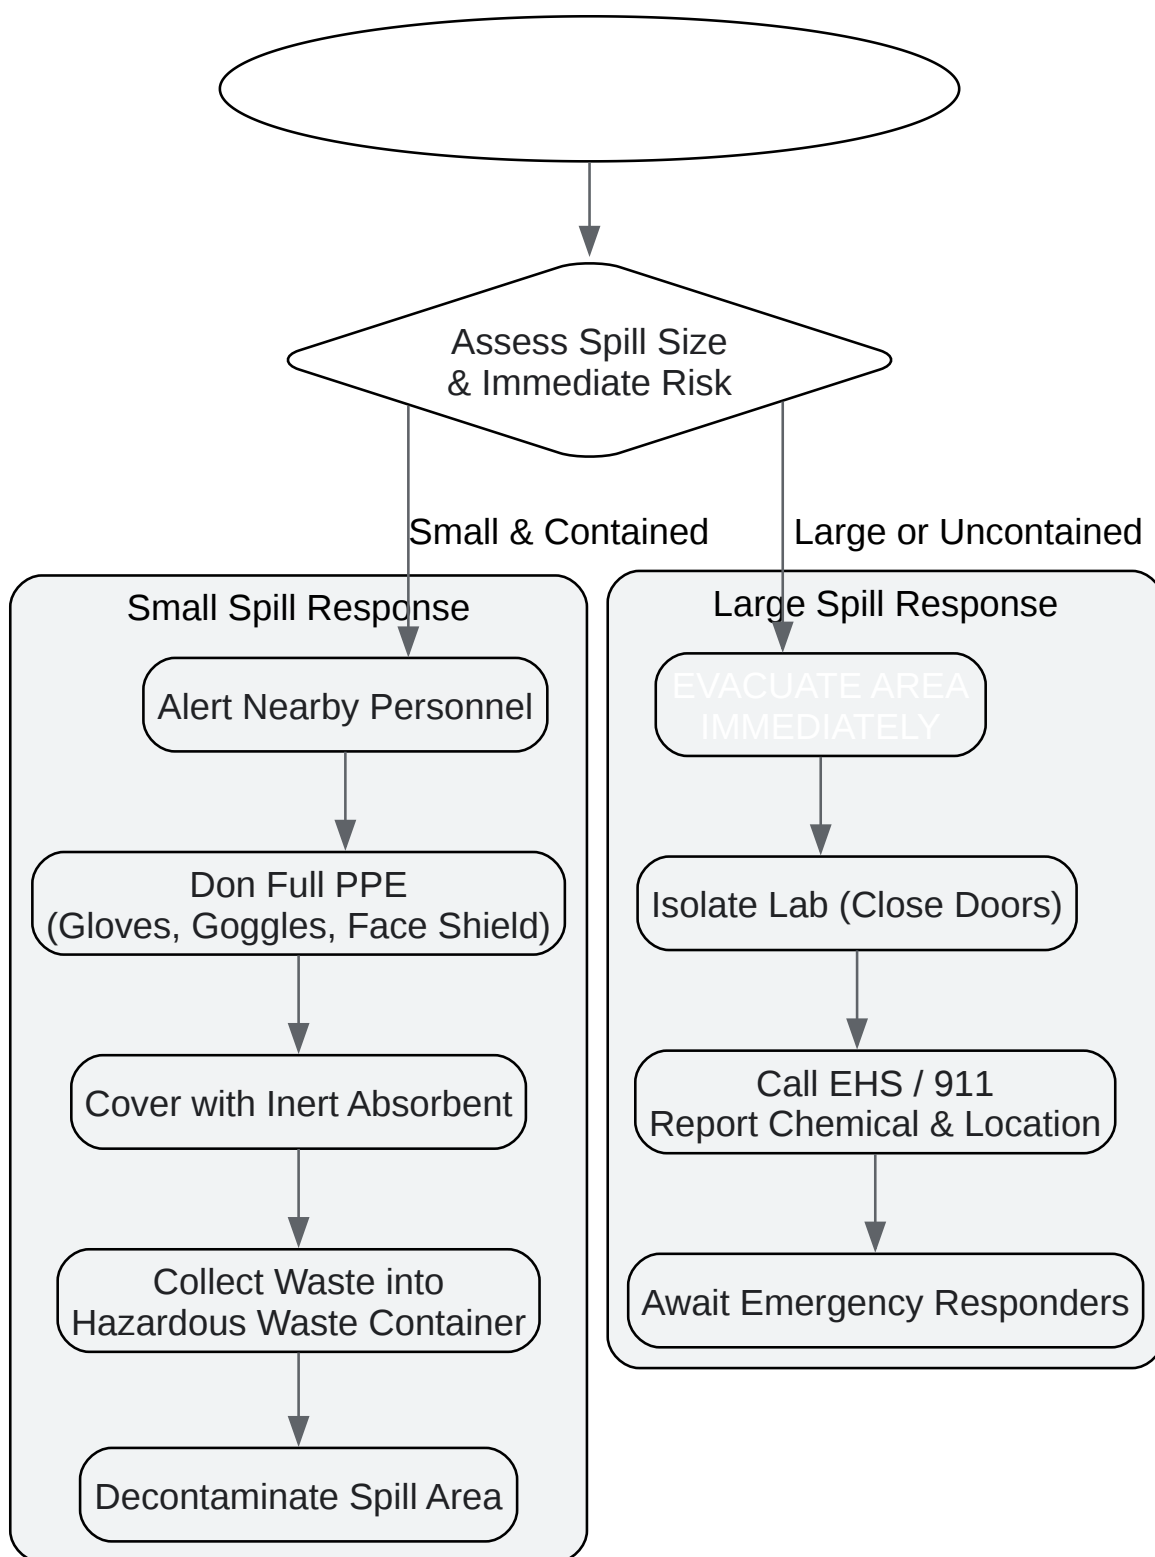 Assess Spill Size
& Immediate Risk
Small & Contained
Large or Uncontained
Small Spill Response
Alert Nearby Personnel
Don Full PPE
(Gloves, Goggles, Face Shield)
Cover with Inert Absorbent
Collect Waste into
Hazardous Waste Container
Decontaminate Spill Area
Large Spill Response
EVACUATE AREA
IMMEDIATELY
Isolate Lab (Close Doors)
Call EHS / 911
Report Chemical & Location
Await Emergency Responders